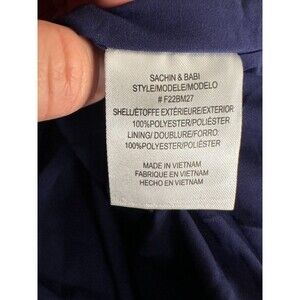 SACHIN & BABI
STYLE/MODELE/MODELO
# F22BM27
SHELL/ÉTOFFE EXTÉRIEURE/EXTERIOR
100%POLYESTER/POLIÉSTER
LINING/ DOUBLURE/FORRO:
100%POLYESTER/POLIÉSTER
MADE IN VIETNAM
FABRIQUE EN VIETNAM
HECHO EN VIETNAM